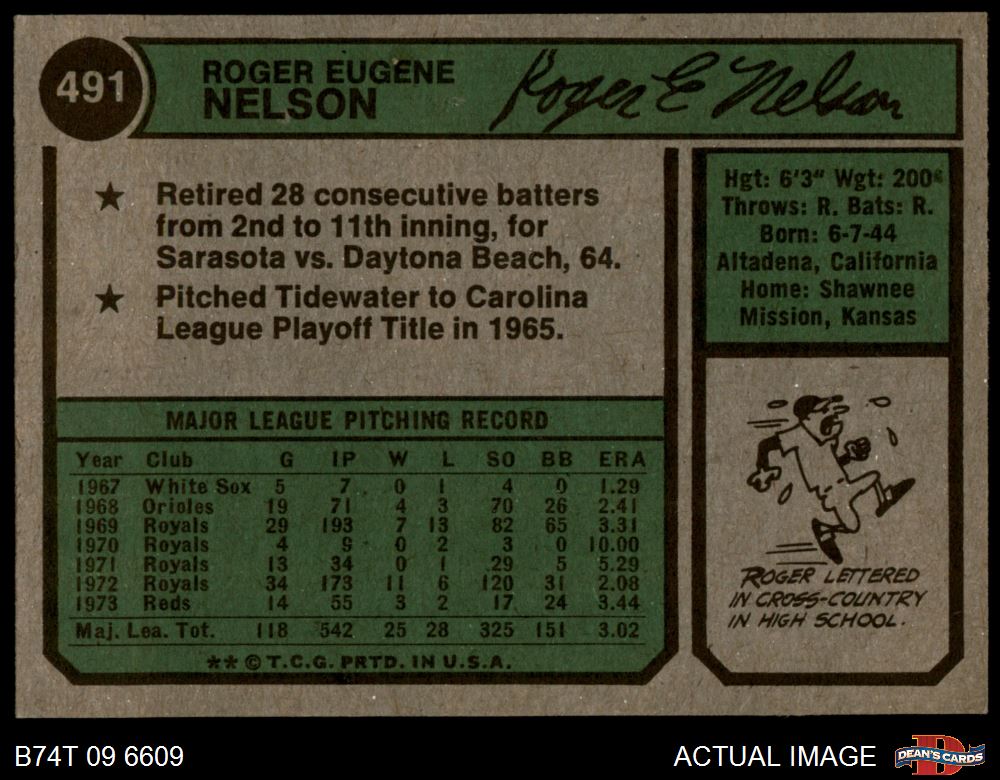 491
ROGER EUGENE
NELSON
Roger E Nelson
★ Retired 28 consecutive batters
from 2nd to 11th inning, for
Sarasota vs. Daytona Beach, 64.
★ Pitched Tidewater to Carolina
League Playoff Title in 1965.
Hgt: 6'3" Wgt: 200
Throws: R. Bats: R.
Born: 6-7-44
Altadena, California
Home: Shawnee
Mission, Kansas
MAJOR LEAGUE PITCHING RECORD
Year Club G IP W L SO BB ERA
1967 White Sox 5 7 0 1 4 0 1.29
1968 Orioles 19 71 4 3 70 26 2.41
1969 Royals 29 193 7 13 82 65 3.31
1970 Royals 4 9 0 2 3 0 10.00
1971 Royals 13 34 0 1 29 5 5.29
1972 Royals 34 173 11 6 120 31 2.08
1973 Reds 14 55 3 2 17 24 3.44
Maj. Lea. Tot. 118 542 25 28 325 151 3.02
** © T.C.G. PRTD. IN U.S.A.
ROGER LETTERED
IN CROSS-COUNTRY
IN HIGH SCHOOL.
B74T 09 6609
ACTUAL IMAGE
D
DEAN'S CARDS